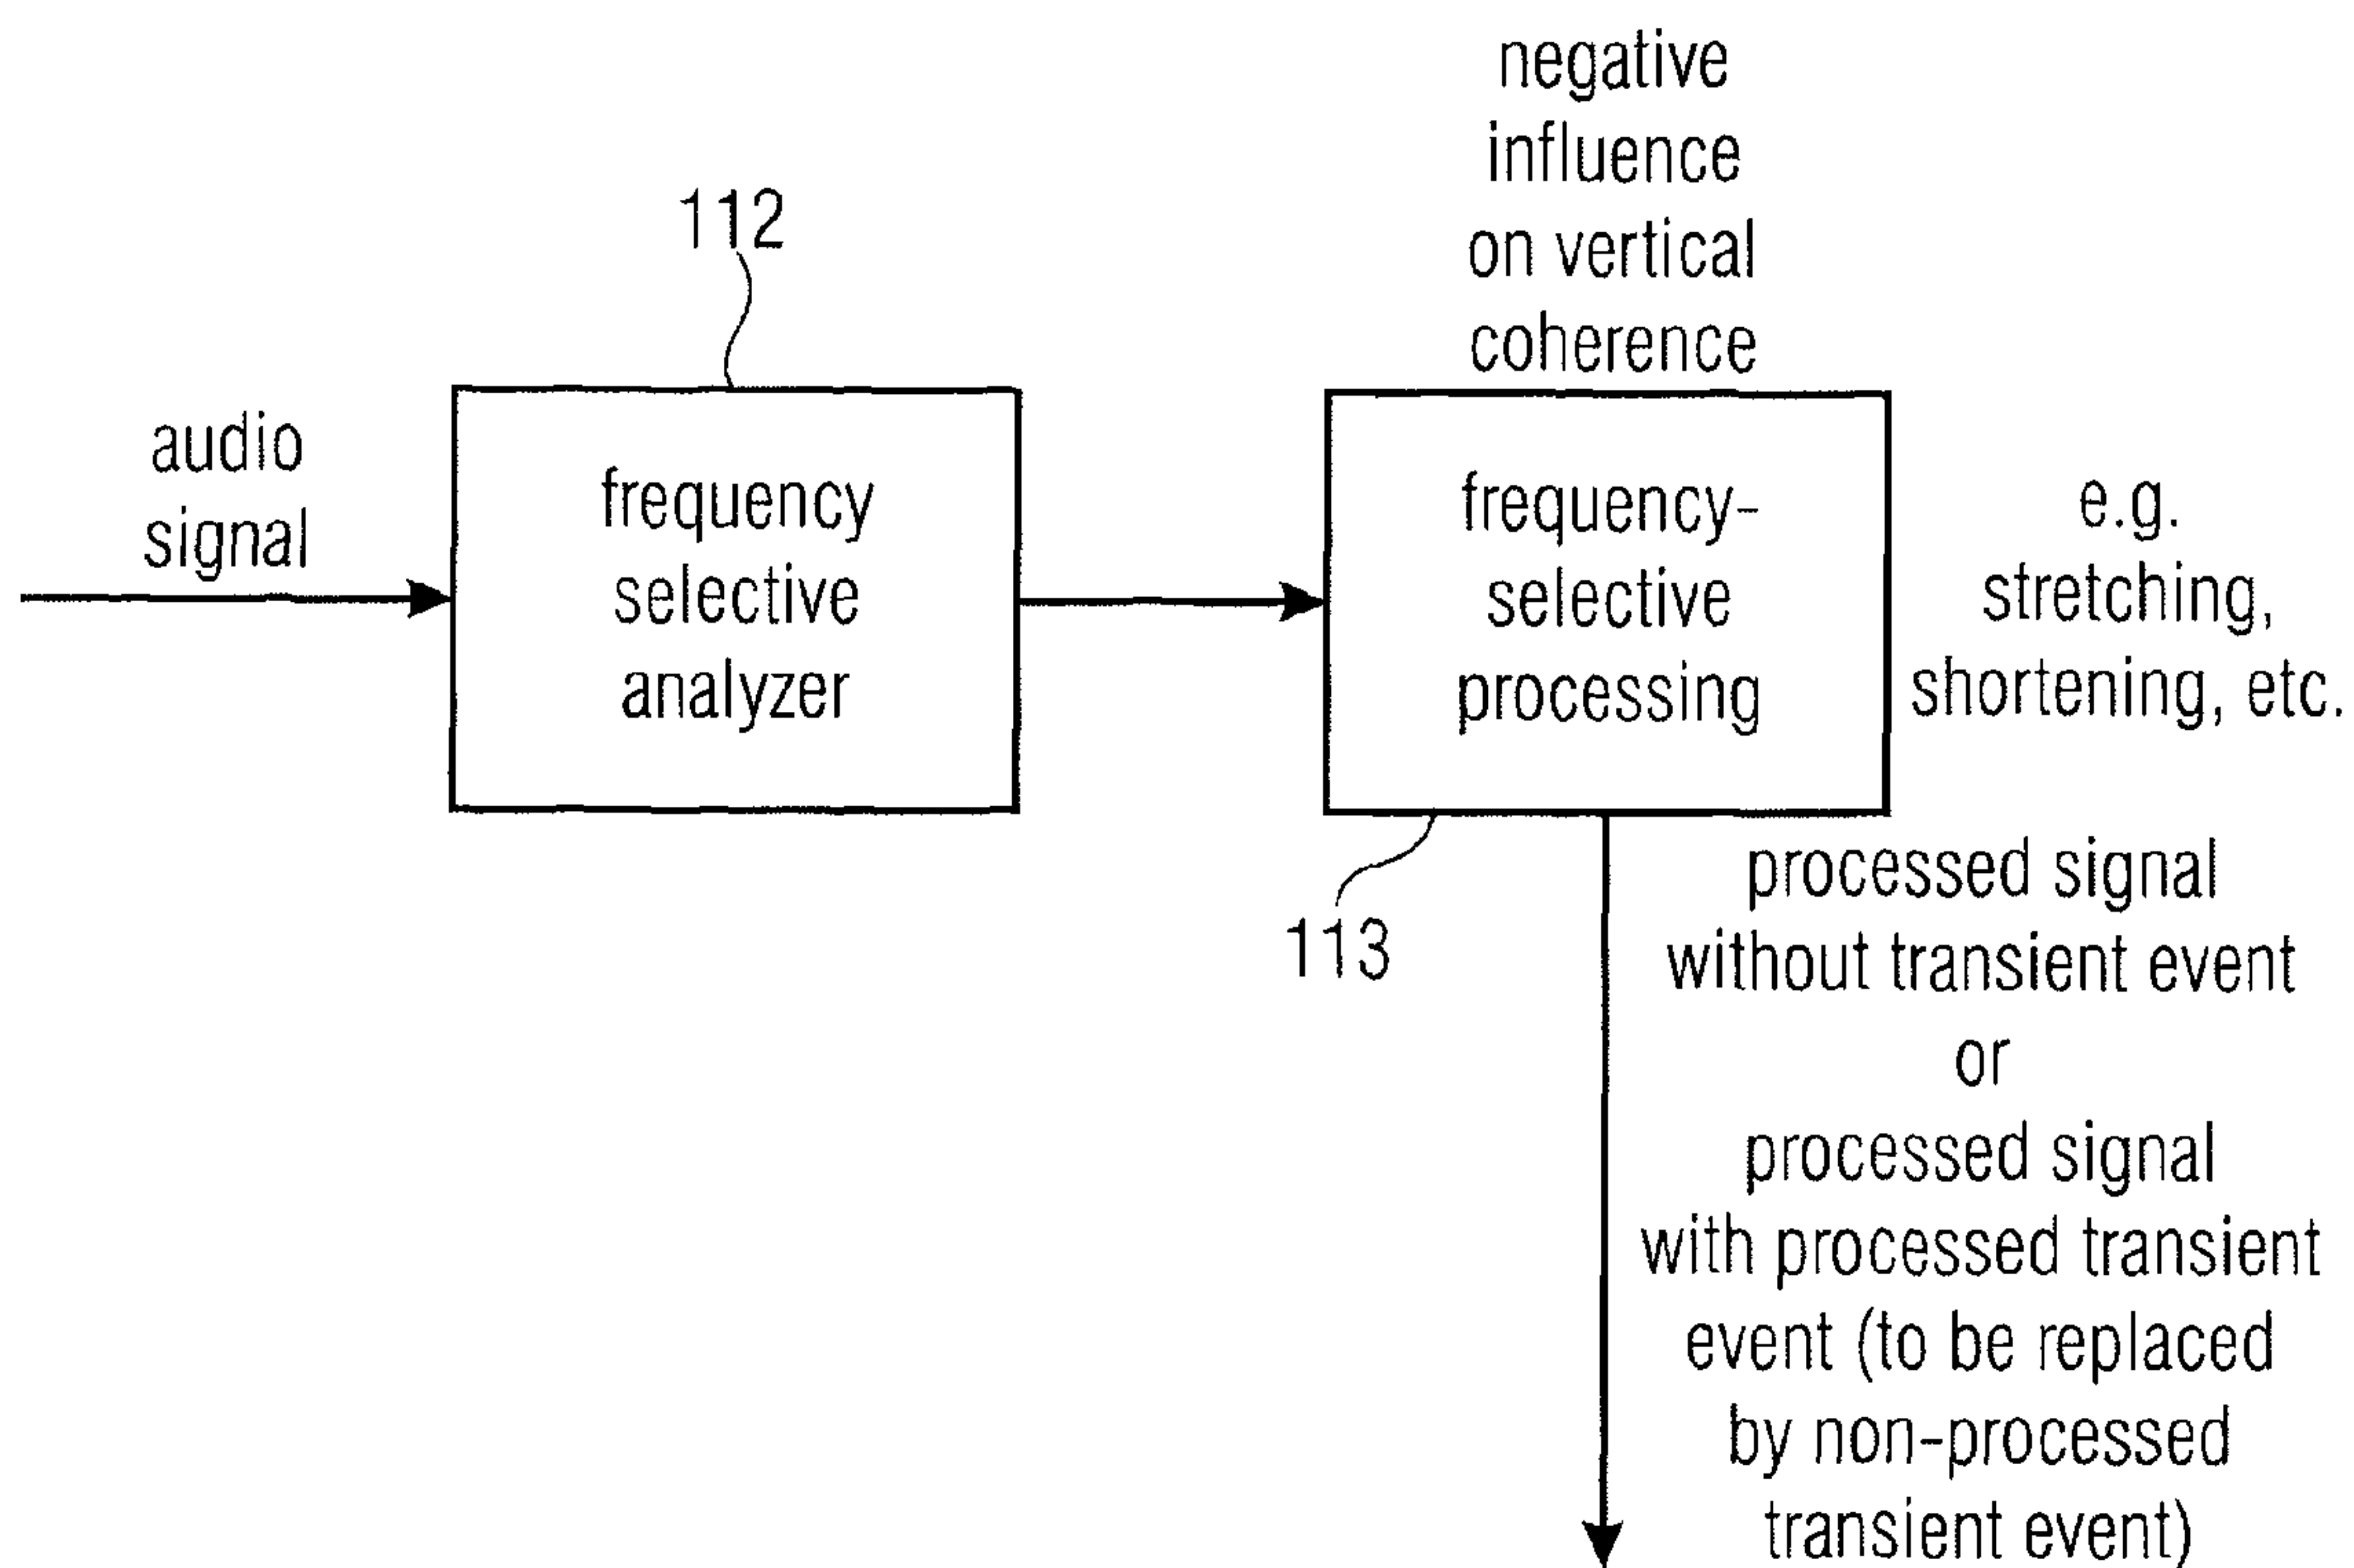 negative
influence
on vertical
coherence
112
audio
signal
frequency
selective
analyzer
frequency-
selective
processing
e.g.
stretching,
shortening, etc.
113
processed signal
without transient event
or
processed signal
with processed transient
event (to be replaced
by non-processed
transient event)